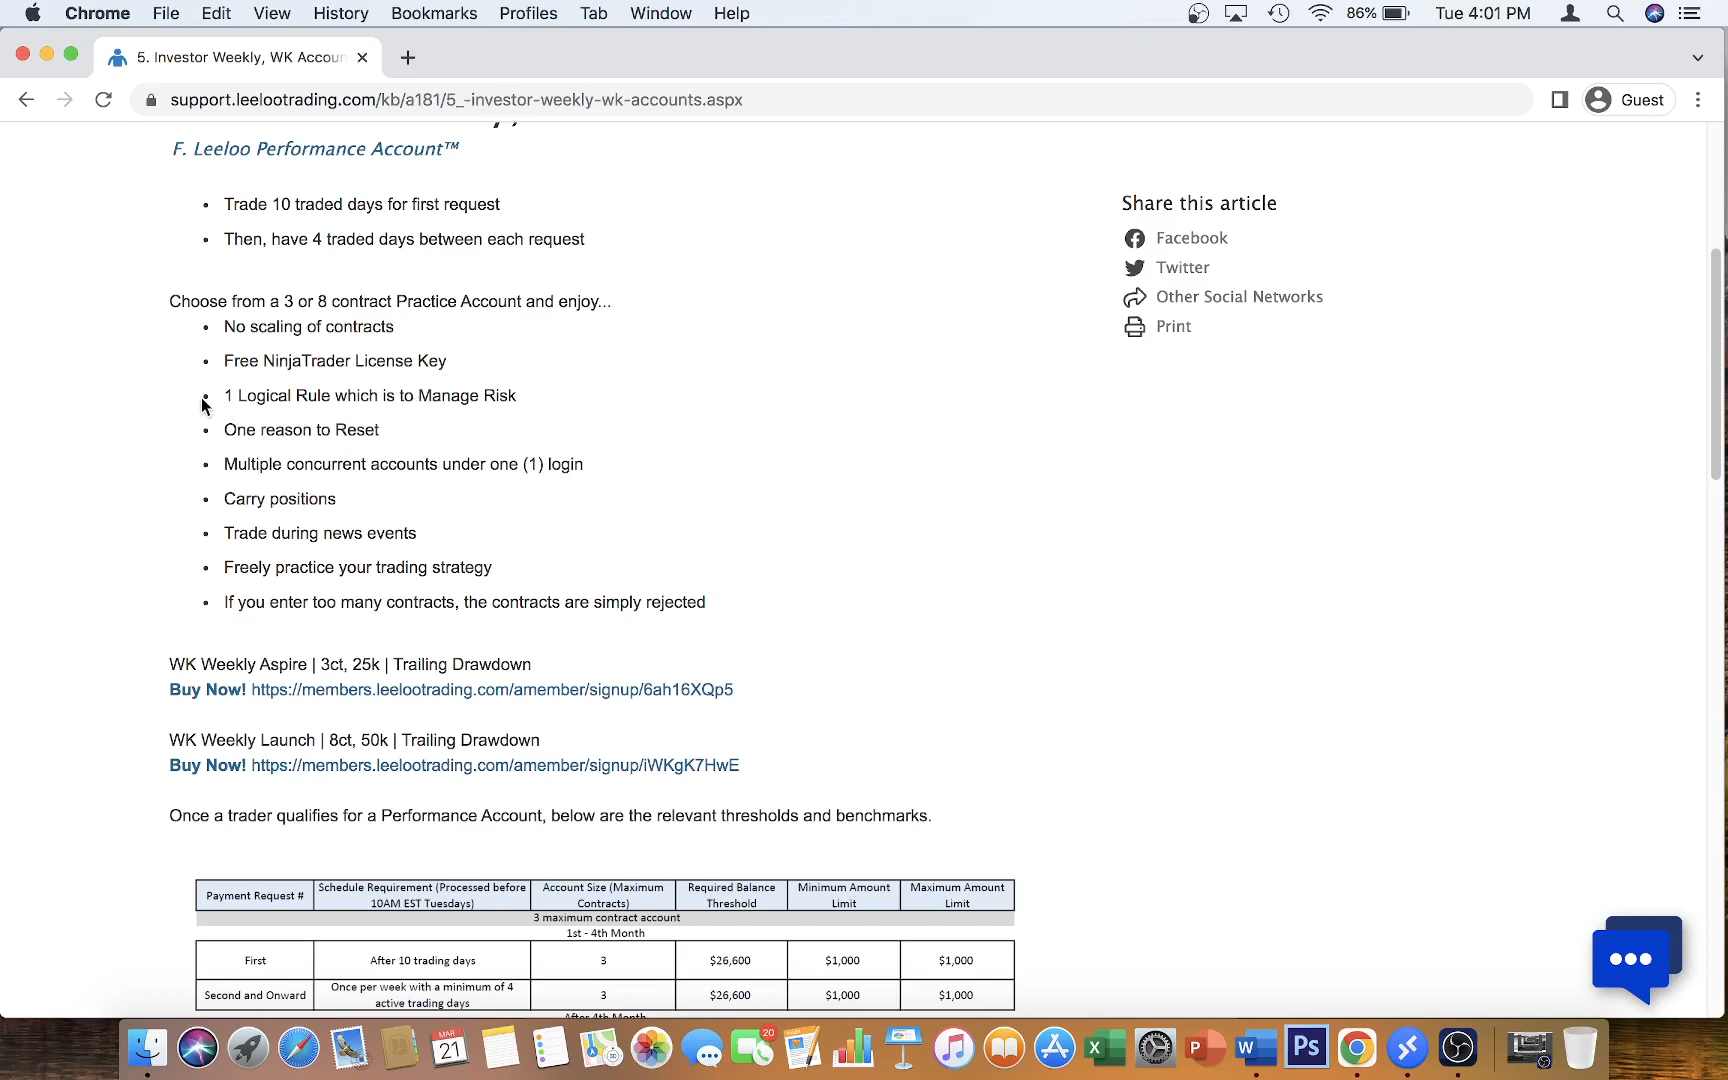 Chrome File Edit View History Bookmarks Profiles Tab Window Help 86% Tue 4:01 PM
5. Investor Weekly, WK Accoun
support.leelootrading.com/kb/a181/5_-investor-weekly-wk-accounts.aspx Guest
F. Leeloo Performance Account™
• Trade 10 traded days for first request
• Then, have 4 traded days between each request
Choose from a 3 or 8 contract Practice Account and enjoy...
• No scaling of contracts
• Free NinjaTrader License Key
• 1 Logical Rule which is to Manage Risk
• One reason to Reset
• Multiple concurrent accounts under one (1) login
• Carry positions
• Trade during news events
• Freely practice your trading strategy
• If you enter too many contracts, the contracts are simply rejected
WK Weekly Aspire | 3ct, 25k | Trailing Drawdown
Buy Now! https://members.leelootrading.com/amember/signup/6ah16XQp5
WK Weekly Launch | 8ct, 50k | Trailing Drawdown
Buy Now! https://members.leelootrading.com/amember/signup/iWKgK7HwE
Once a trader qualifies for a Performance Account, below are the relevant thresholds and benchmarks.
Payment Request # Schedule Requirement (Processed before 10AM EST Tuesdays) Account Size (Maximum Contracts) Required Balance Threshold Minimum Amount Limit Maximum Amount Limit
3 maximum contract account
1st - 4th Month
First After 10 trading days 3 $26,600 $1,000 $1,000
Second and Onward Once per week with a minimum of 4 active trading days 3 $26,600 $1,000 $1,000
After 4th Month
Share this article
Facebook
Twitter
Other Social Networks
Print
MAR
21
20
W
Ps